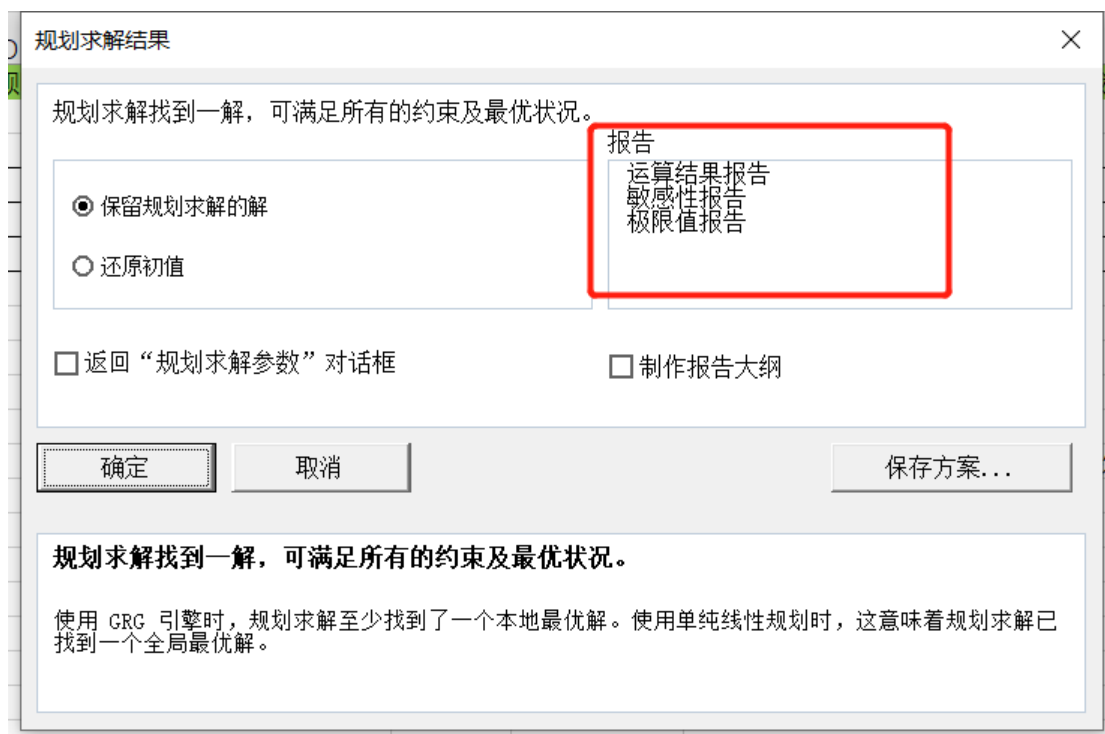 规划求解结果
规划求解找到一解，可满足所有的约束及最优状况。
报告
运算结果报告
敏感性报告
极限值报告
保留规划求解的解
还原初值
返回“规划求解参数”对话框
制作报告大纲
确定
取消
保存方案...
规划求解找到一解，可满足所有的约束及最优状况。
使用 GRG 引擎时，规划求解至少找到了一个本地最优解。使用单纯线性规划时，这意味着规划求解已
找到一个全局最优解。